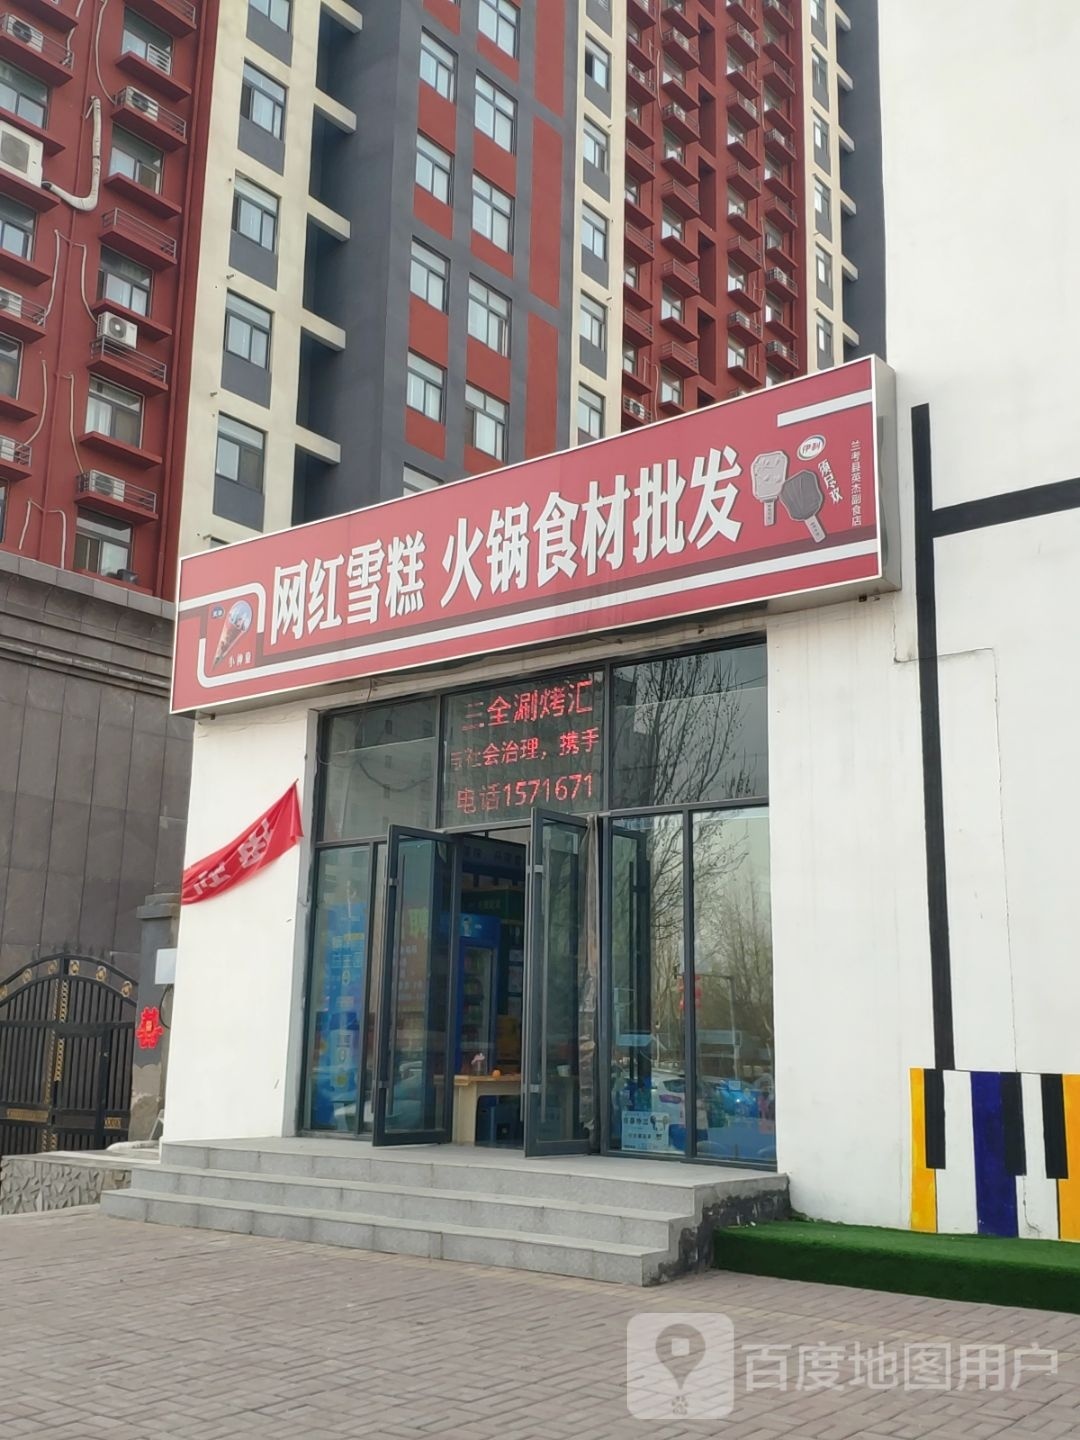 网红雪糕 火锅食材批发
伊利
须尽欢
兰考县英杰副食店
小神童
三全涮烤汇
社会治理，携手
电话1571671
百度地图用户